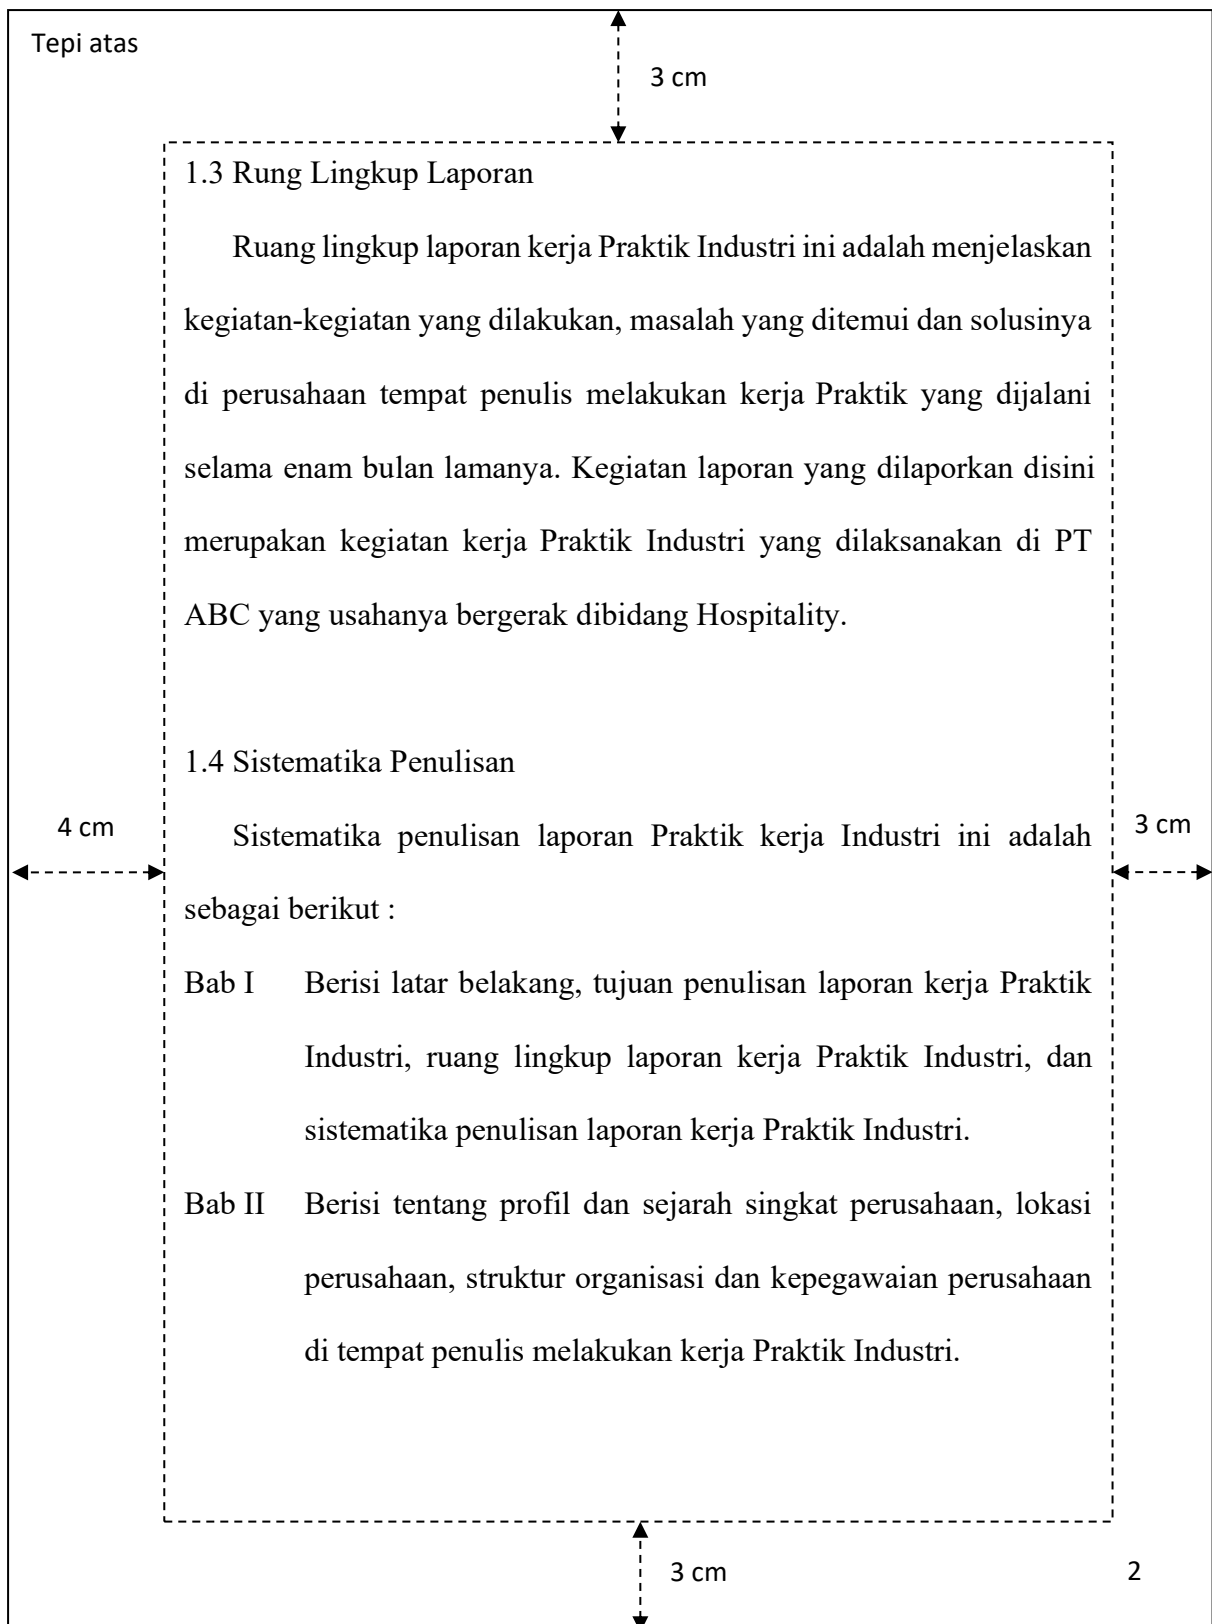 Tepi atas
3 cm
1.3 Rung Lingkup Laporan
Ruang lingkup laporan kerja Praktik Industri ini adalah menjelaskan
kegiatan-kegiatan yang dilakukan, masalah yang ditemui dan solusinya
di perusahaan tempat penulis melakukan kerja Praktik yang dijalani
selama enam bulan lamanya. Kegiatan laporan yang dilaporkan disini
merupakan kegiatan kerja Praktik Industri yang dilaksanakan di PT
ABC yang usahanya bergerak dibidang Hospitality.
1.4 Sistematika Penulisan
4 cm
3 cm
Sistematika penulisan laporan Praktik kerja Industri ini adalah
sebagai berikut :
Bab I Berisi latar belakang, tujuan penulisan laporan kerja Praktik
Industri, ruang lingkup laporan kerja Praktik Industri, dan
sistematika penulisan laporan kerja Praktik Industri.
Bab II Berisi tentang profil dan sejarah singkat perusahaan, lokasi
perusahaan, struktur organisasi dan kepegawaian perusahaan
di tempat penulis melakukan kerja Praktik Industri.
3 cm
2